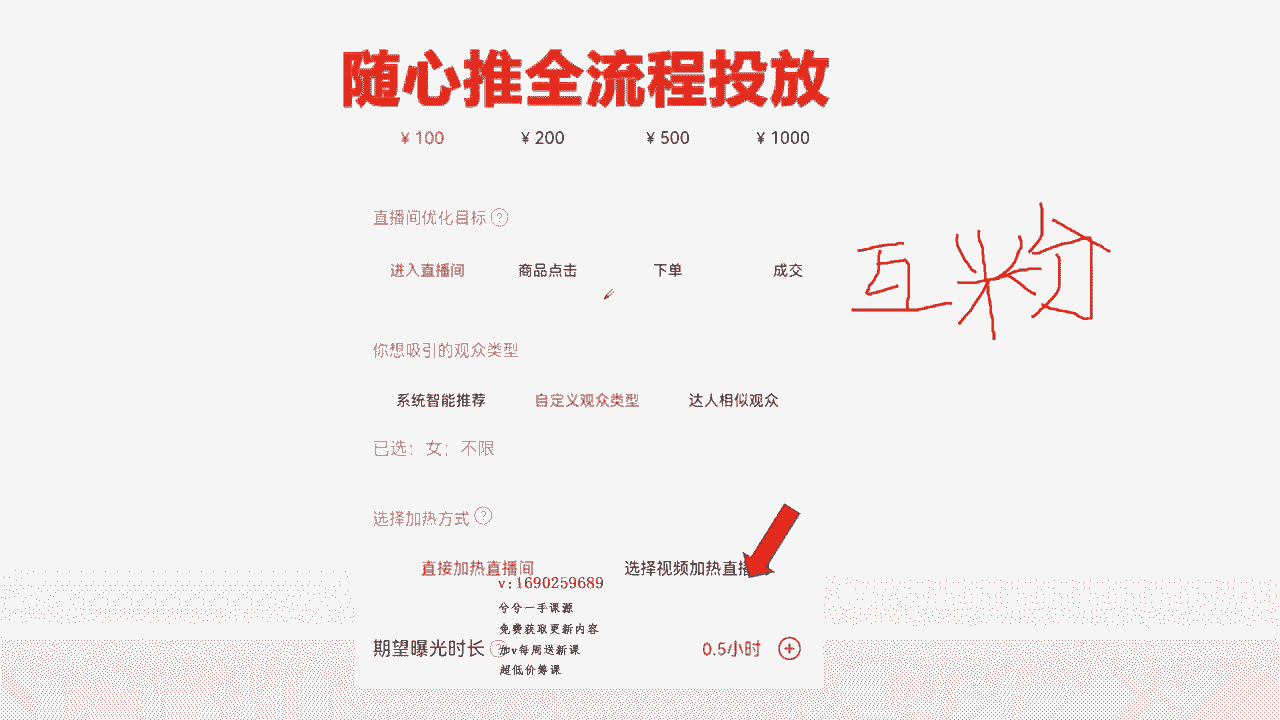 随心推全流程投放
¥ 100 ¥ 200 ¥ 500 ¥ 1000
直播间优化目标 ?
进入直播间 商品点击 下单 成交
互粉
你想吸引的观众类型
系统智能推荐 自定义观众类型 达人相似观众
已选：女；不限
选择加热方式 ?
直接加热直播间 选择视频加热直播
v:1690259689
兮兮一手课源
免费获取更新内容
期望曝光时长 0.5小时
加v每周送新课
超低价筹课